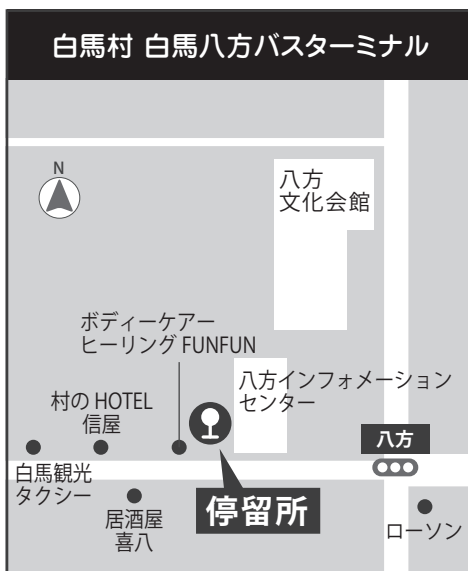 白馬村 白馬八方バスターミナル
N
八方
文化会館
ボディーケアー
ヒーリング FUNFUN
八方インフォメーション
センター
村の HOTEL
信屋
八方
白馬観光
タクシー
停留所
居酒屋
喜八
ローソン